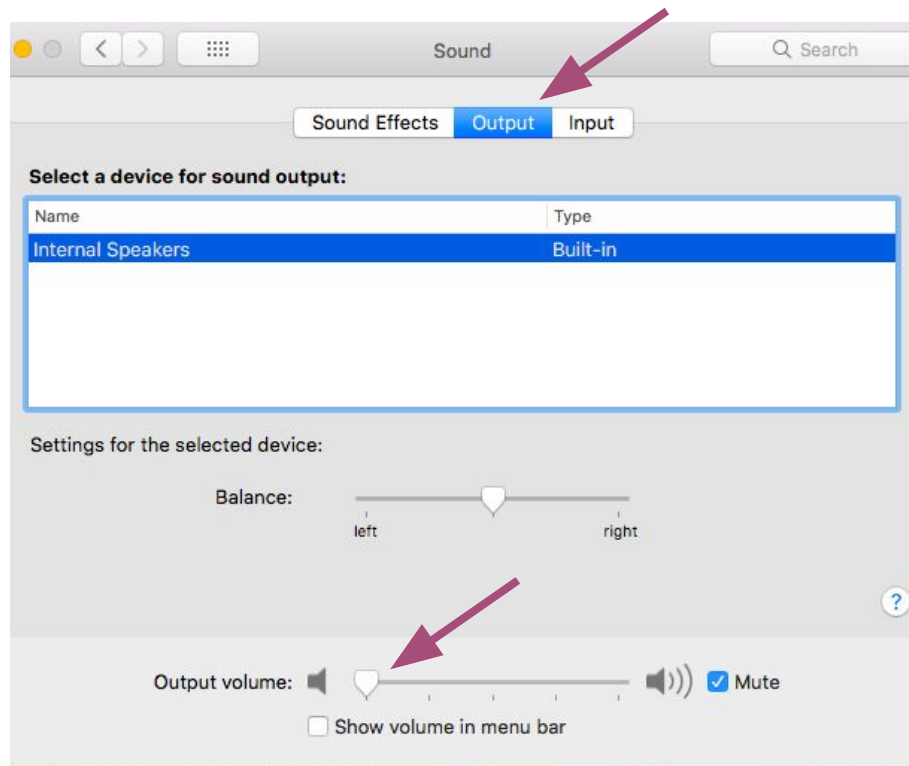 Sound
Search
Sound Effects Output Input
Select a device for sound output:
Name Type
Internal Speakers Built-in
Settings for the selected device:
Balance:
left right
?
Output volume: Mute
Show volume in menu bar